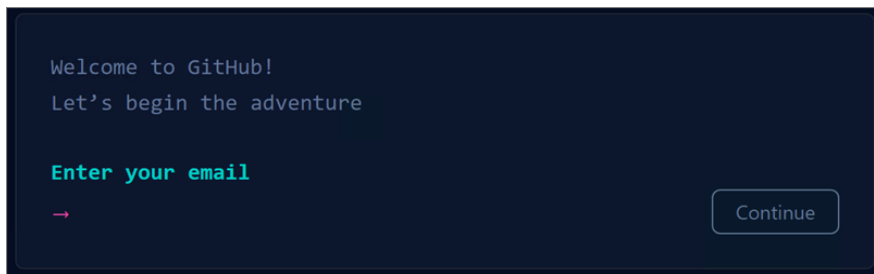 Welcome to GitHub!
Let’s begin the adventure
Enter your email
→
Continue